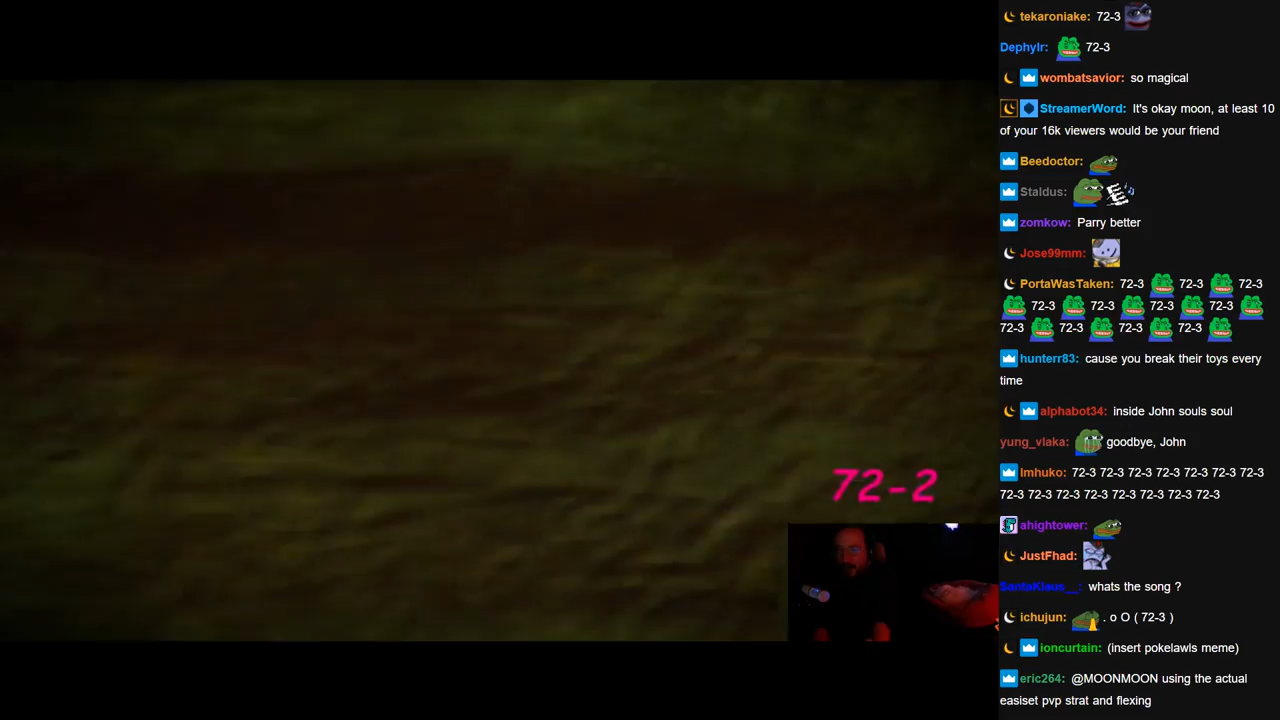 72-2
tekaroniake: 72-3
Dephylr: 72-3
wombatsavior: so magical
StreamerWord: It's okay moon, at least 10
of your 16k viewers would be your friend
Beedoctor:
Staldus:
zomkow: Parry better
Jose99mm:
PortaWasTaken: 72-3 72-3 72-3
72-3 72-3 72-3 72-3
72-3 72-3 72-3 72-3
hunterr83: cause you break their toys every
time
alphabot34: inside John souls soul
yung_vlaka: goodbye, John
lmhuko: 72-3 72-3 72-3 72-3 72-3 72-3 72-3
72-3 72-3 72-3 72-3 72-3 72-3 72-3 72-3
ahightower:
JustFhad:
SantaKlaus__: whats the song ?
ichujun: . o O ( 72-3 )
ioncurtain: (insert pokelawls meme)
eric264: @MOONMOON using the actual
easiset pvp strat and flexing